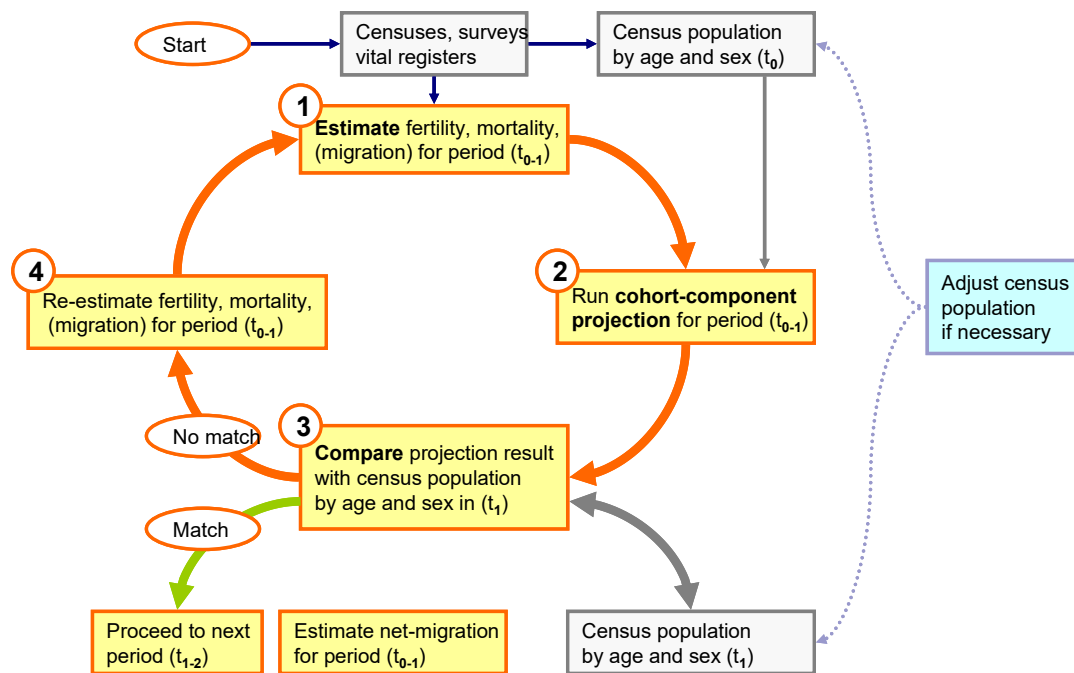 Start
Censuses, surveys
vital registers
Census population
by age and sex (t0)
1
Estimate fertility, mortality,
(migration) for period (t0-1)
4
Re-estimate fertility, mortality,
(migration) for period (t0-1)
2
Run cohort-component
projection for period (t0-1)
Adjust census
population
if necessary
No match
3
Compare projection result
with census population
by age and sex in (t1)
Match
Proceed to next
period (t1-2)
Estimate net-migration
for period (t0-1)
Census population
by age and sex (t1)